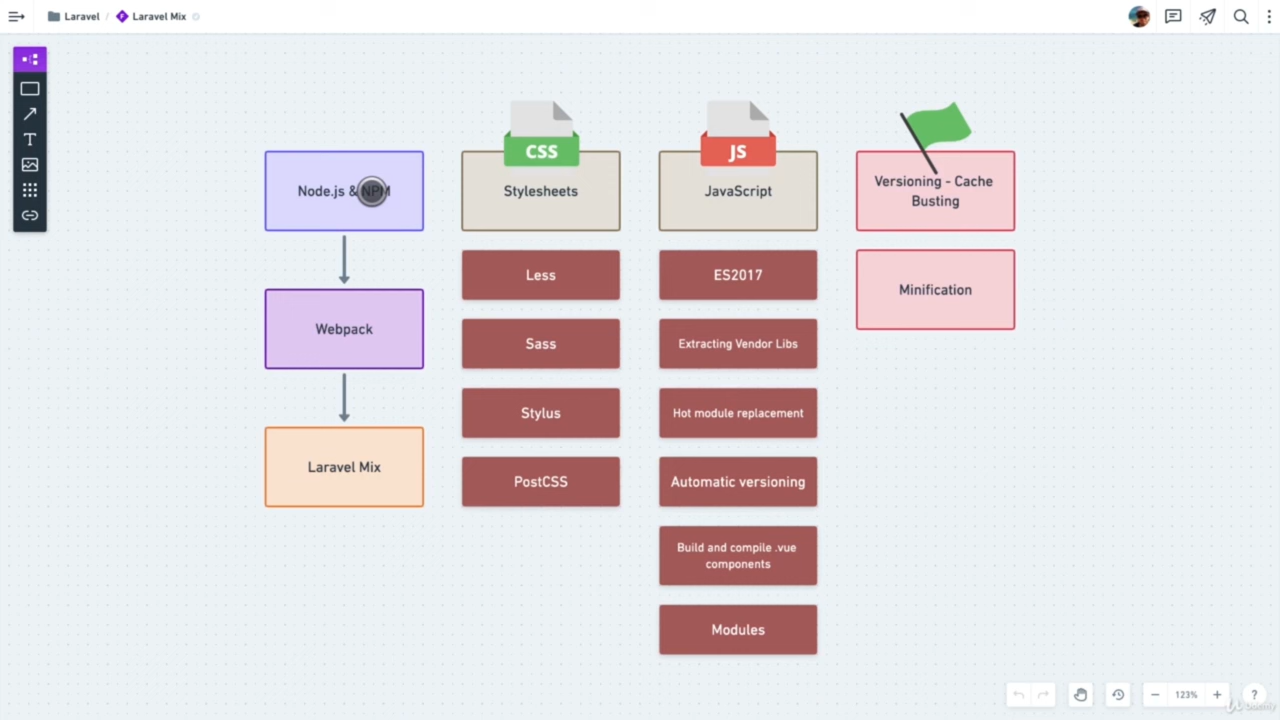 Laravel / Laravel Mix
CSS
JS
Node.js & NPM
Stylesheets
JavaScript
Versioning - Cache
Busting
Less
ES2017
Minification
Webpack
Sass
Extracting Vendor Libs
Stylus
Hot module replacement
Laravel Mix
PostCSS
Automatic versioning
Build and compile .vue
components
Modules
T
123%
?
Udemy